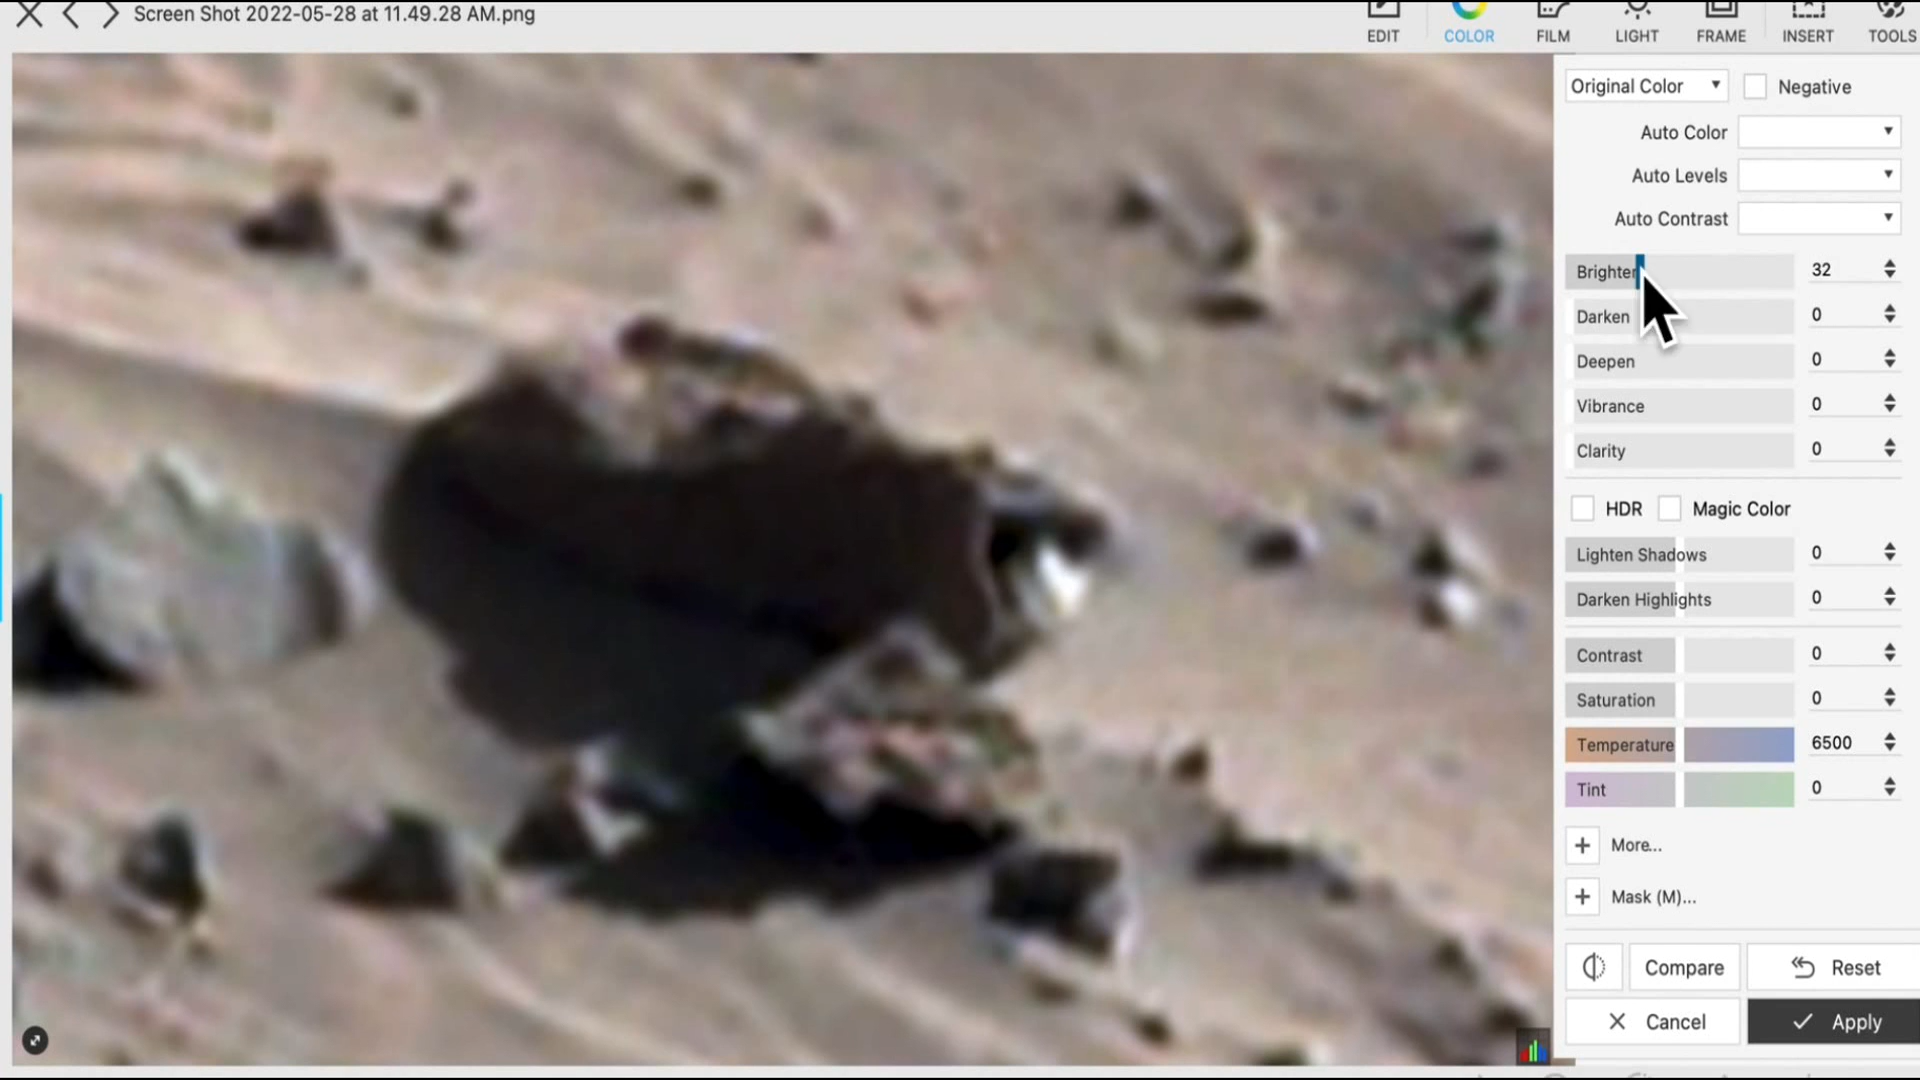 Screen Shot 2022-05-28 at 11.49.28 AM.png
EDIT
COLOR
FILM
LIGHT
FRAME
INSERT
TOOLS
Original Color
Negative
Auto Color
Auto Levels
Auto Contrast
Brighten 32
Darken 0
Deepen 0
Vibrance 0
Clarity 0
HDR
Magic Color
Lighten Shadows 0
Darken Highlights 0
Contrast 0
Saturation 0
Temperature 6500
Tint 0
More...
Mask (M)...
Compare
Reset
Cancel
Apply